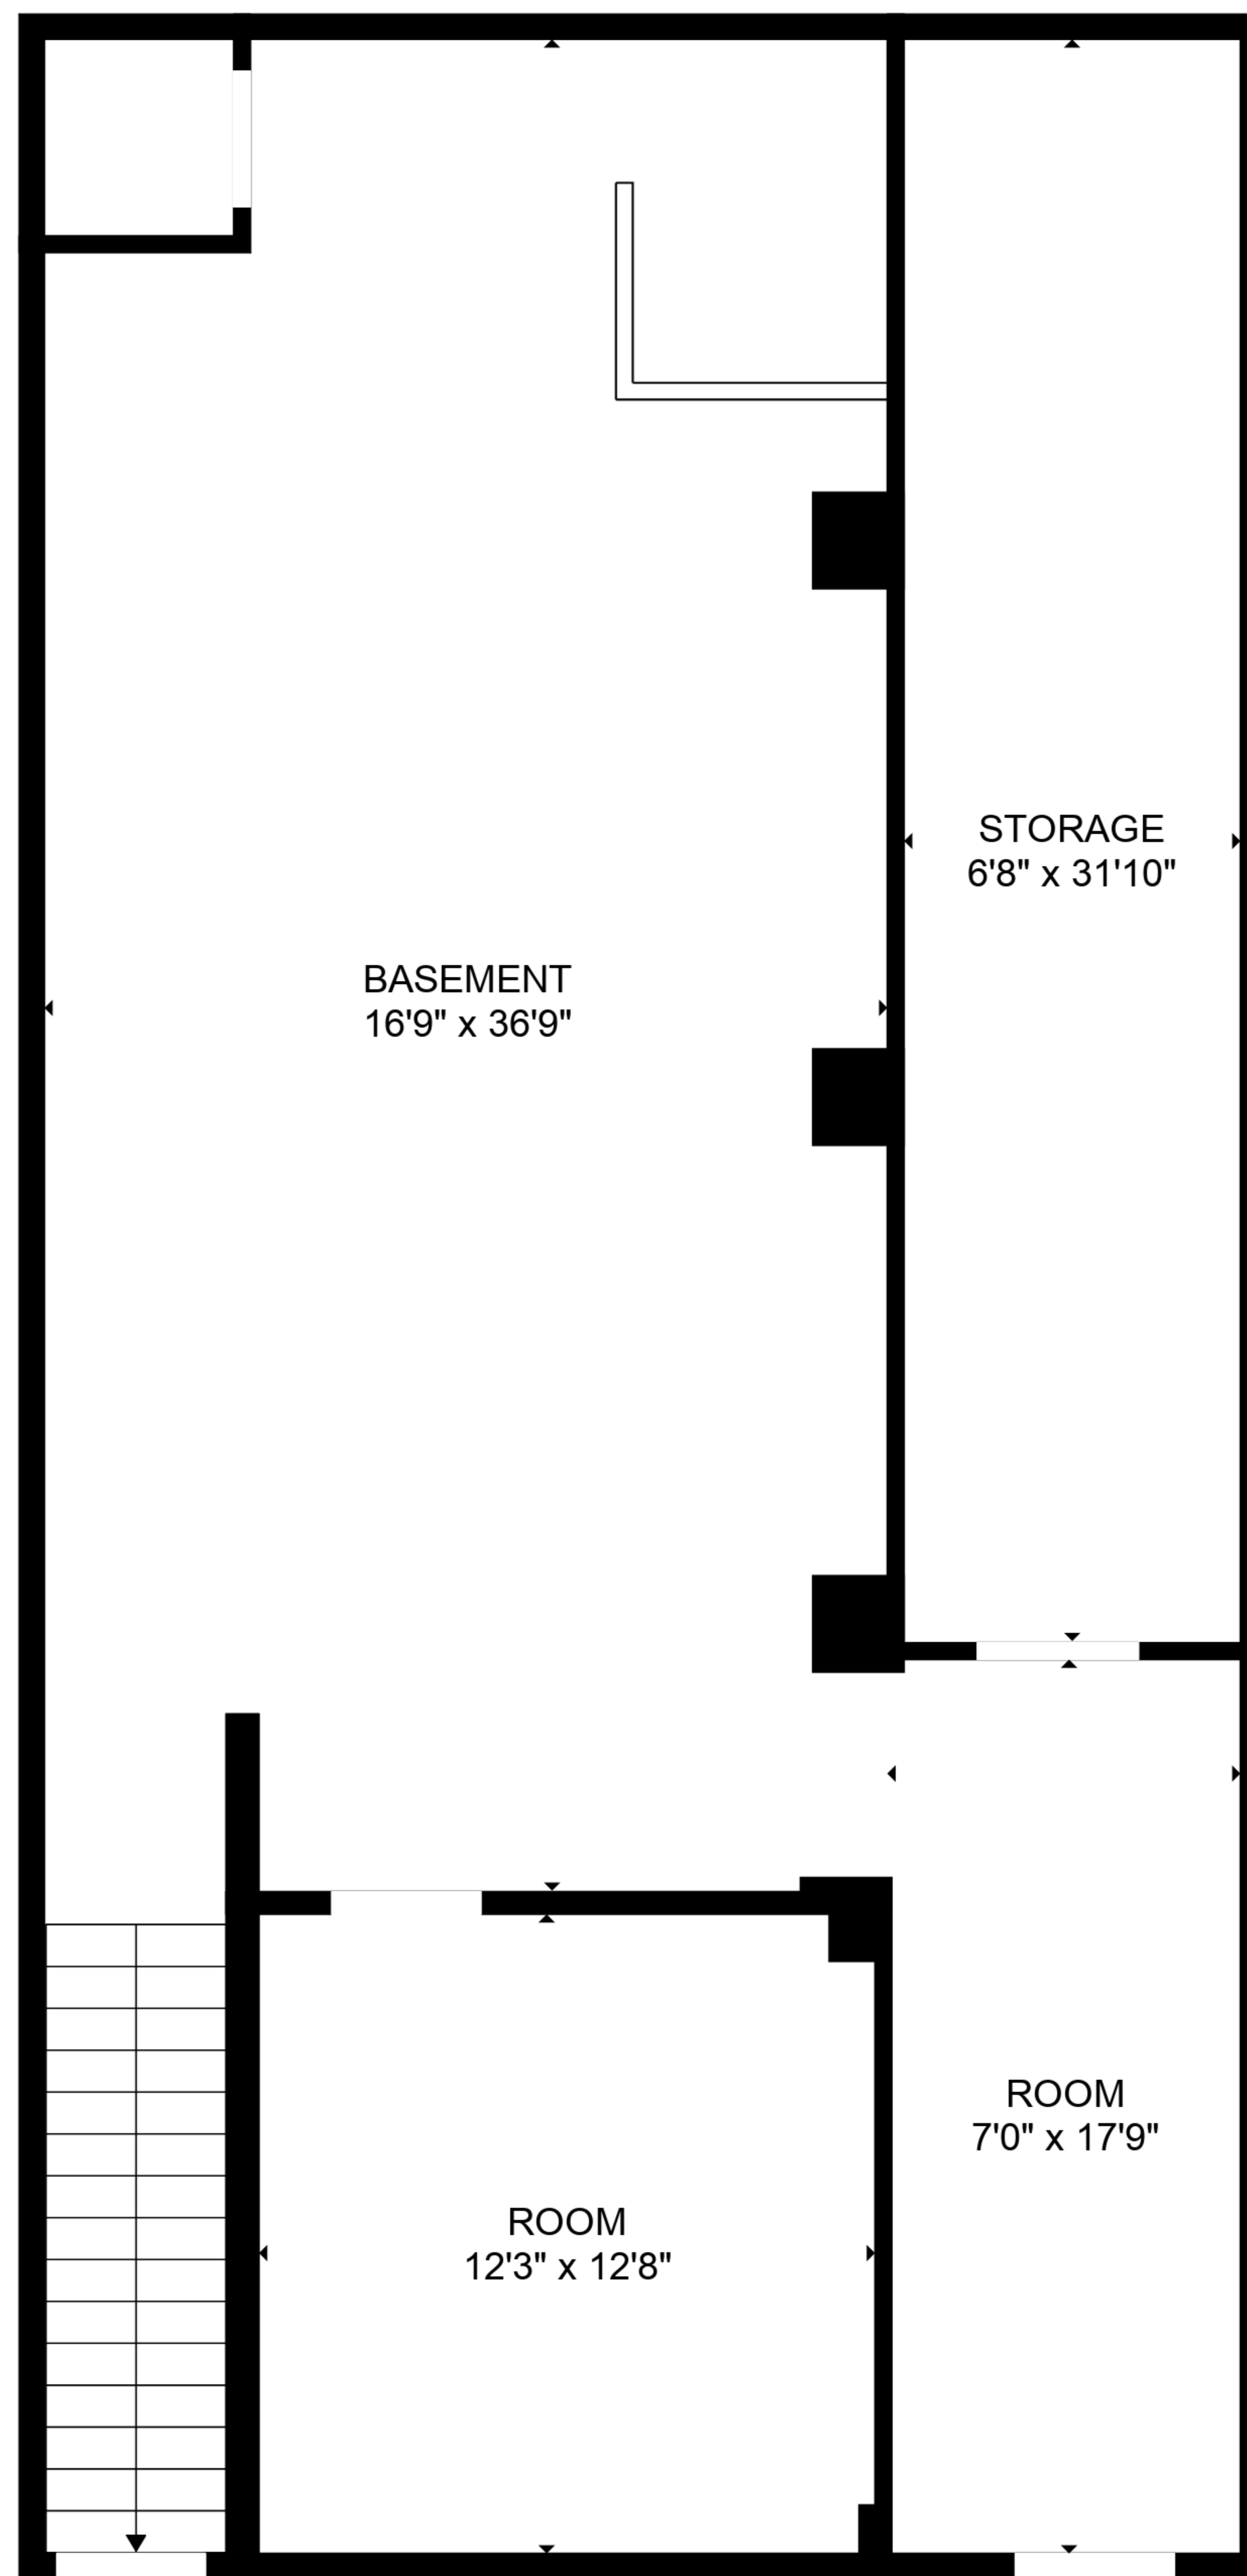 STORAGE
6'8" x 31'10"
BASEMENT
16'9" x 36'9"
ROOM
7'0" x 17'9"
ROOM
12'3" x 12'8"